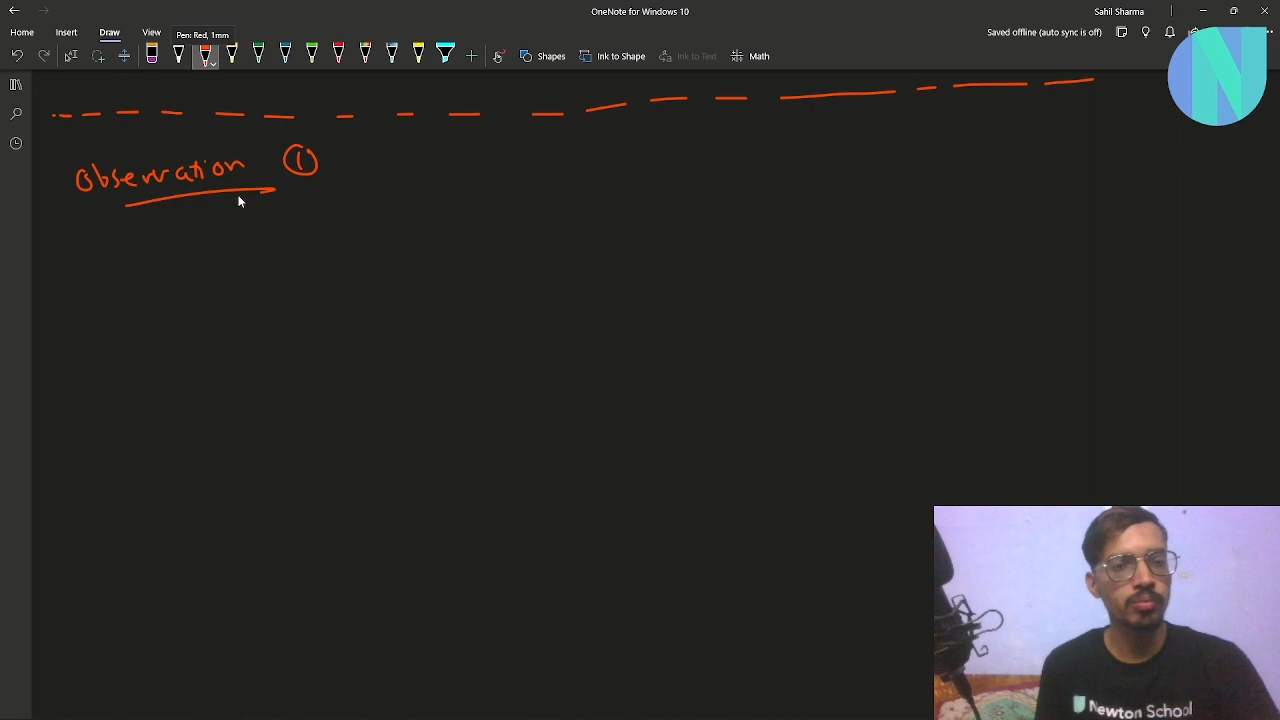 OneNote for Windows 10
Sahil Sharma
Home Insert Draw View
Pen: Red, 1mm
Saved offline (auto sync is off)
Shapes Ink to Shape Ink to Text Math
Observation ①
Newton School